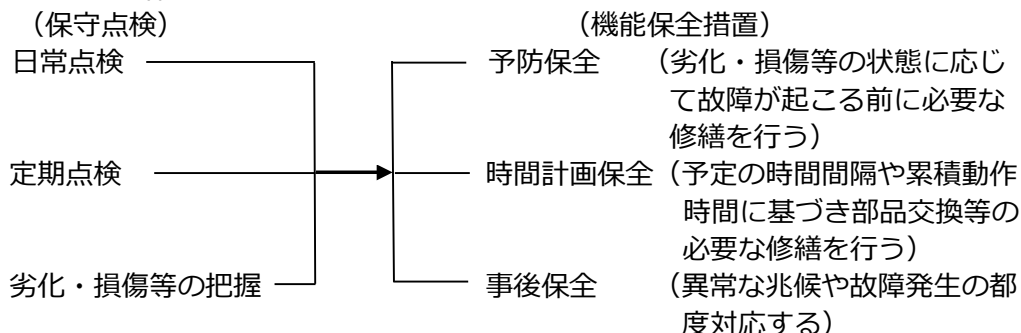 （保守点検）
（機能保全措置）
日常点検
予防保全
（劣化・損傷等の状態に応じ
て故障が起こる前に必要な
修繕を行う）
定期点検
時間計画保全
（予定の時間間隔や累積動作
時間に基づき部品交換等の
必要な修繕を行う）
劣化・損傷等の把握
事後保全
（異常な兆候や故障発生の都
度対応する）